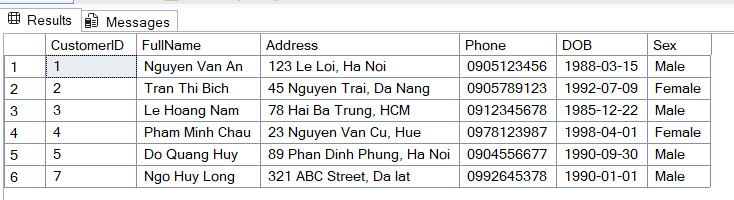 Results Messages
CustomerID FullName Address Phone DOB Sex
1 1 Nguyen Van An 123 Le Loi, Ha Noi 0905123456 1988-03-15 Male
2 2 Tran Thi Bich 45 Nguyen Trai, Da Nang 0905789123 1992-07-09 Female
3 3 Le Hoang Nam 78 Hai Ba Trung, HCM 0912345678 1985-12-22 Male
4 4 Pham Minh Chau 23 Nguyen Van Cu, Hue 0978123987 1998-04-01 Female
5 5 Do Quang Huy 89 Phan Dinh Phung, Ha Noi 0904556677 1990-09-30 Male
6 7 Ngo Huy Long 321 ABC Street, Da lat 0992645378 1990-01-01 Male